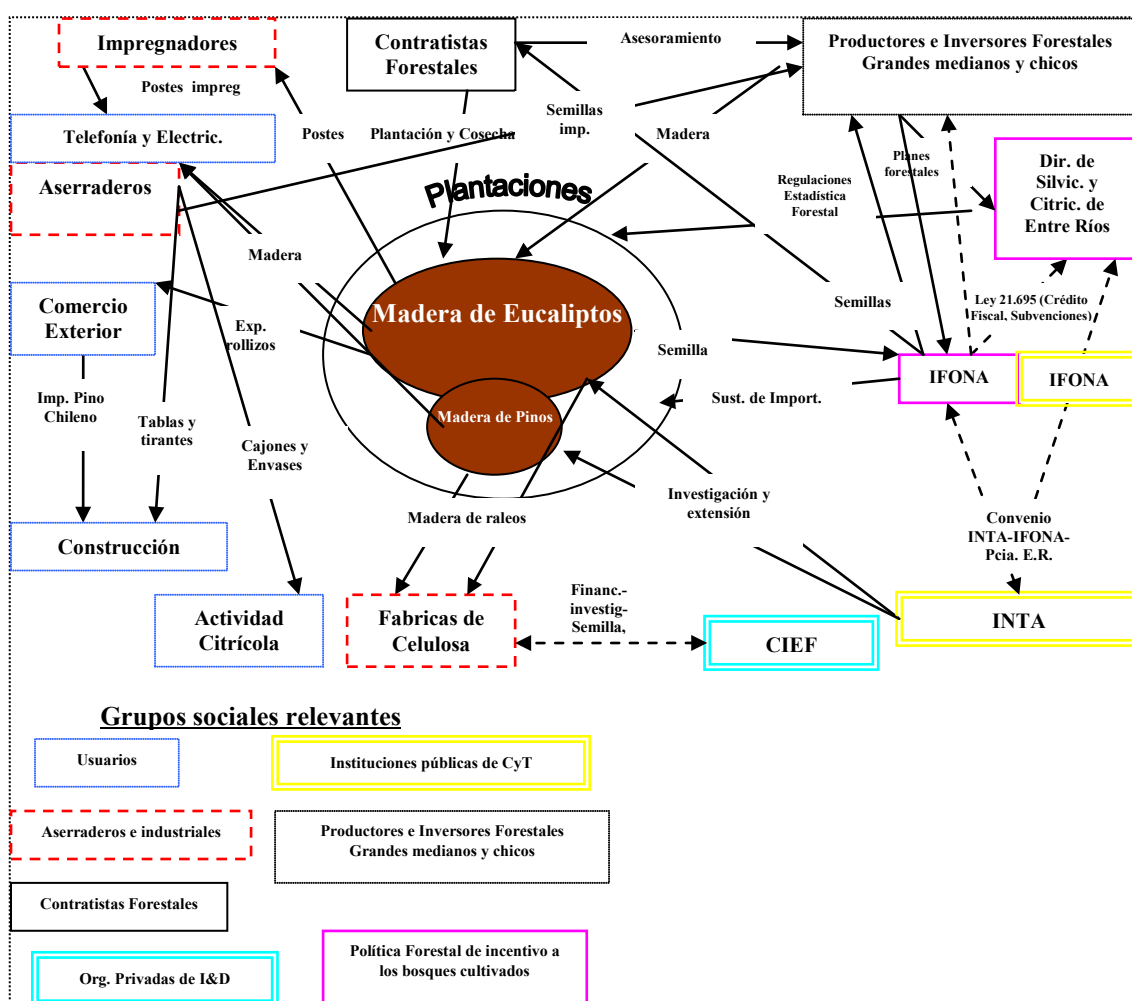 Impregnadores
Contratistas
Forestales
Asesoramiento
Productores e Inversores Forestales
Grandes medianos y chicos
Postes impreg
Telefonía y Electric.
Postes
Plantación y Cosecha
Semillas
imp.
Madera
Planes
forestales
Aserraderos
Plantaciones
Regulaciones
Estadística
Forestal
Dir. de
Silvic. y
Citric. de
Entre Ríos
Madera
Comercio
Exterior
Exp.
rollizos
Madera de Eucaliptos
Semilla
Semillas
Ley 21.695 (Crédito
Fiscal, Subvenciones)
IFONA
IFONA
Imp. Pino
Chileno
Tablas y
tirantes
Cajones y
Envases
Madera de Pinos
Sust. de Import.
Madera de raleos
Investigación y
extensión
Convenio
INTA-IFONA-
Pcia. E.R.
Construcción
Actividad
Citrícola
Fabricas de
Celulosa
Financ.-
investig-
Semilla,
CIEF
INTA
Grupos sociales relevantes
Usuarios
Instituciones públicas de CyT
Aserraderos e industriales
Productores e Inversores Forestales
Grandes medianos y chicos
Contratistas Forestales
Org. Privadas de I&D
Política Forestal de incentivo a
los bosques cultivados